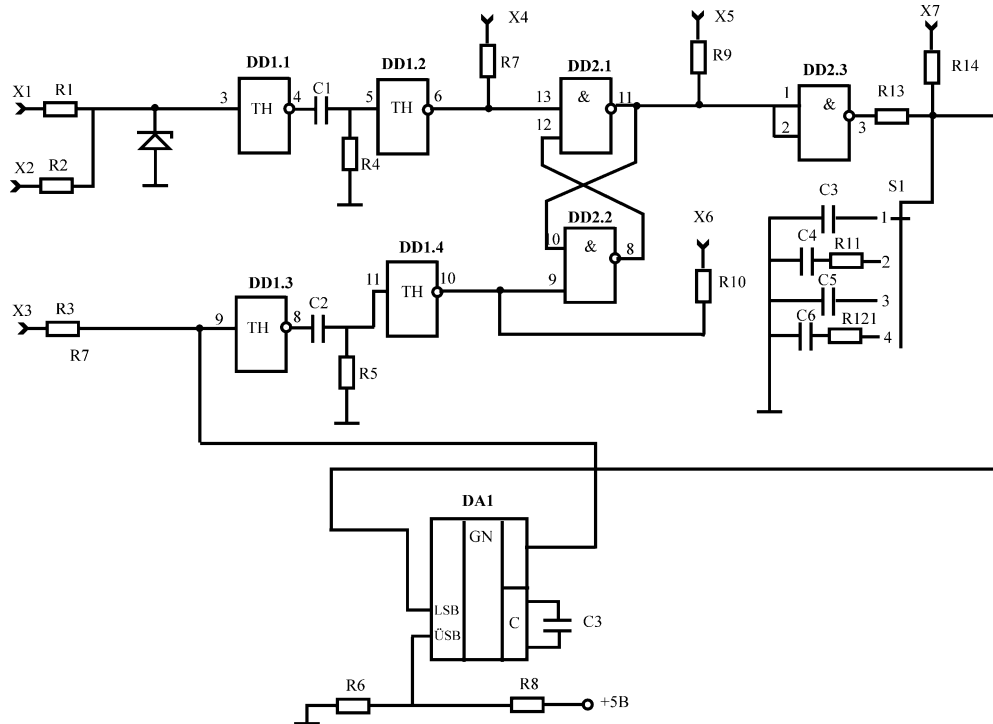 X4
X5
X7
R7
R9
R14
DD1.1
DD1.2
DD2.1
DD2.3
X1
R1
3
TH
4
C1
5
TH
6
13
&
11
12
1
&
2
3
R13
R4
X2
R2
DD2.2
10
&
8
9
X6
R10
C3
S1
1
C4
R11
2
C5
3
C6
R121
4
DD1.4
11
TH
10
DD1.3
X3
R3
R7
9
TH
8
C2
R5
DA1
GN
LSB
ÜSB
C
C3
R6
R8
+5B